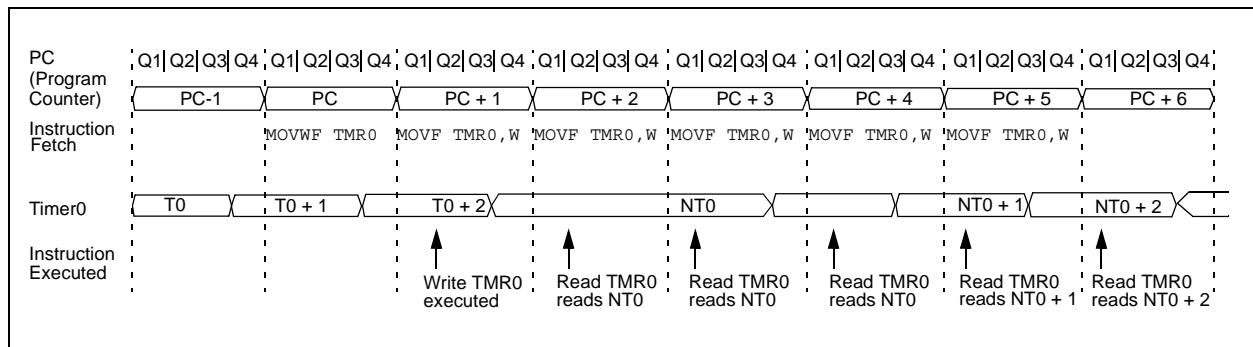 PC
(Program
Counter)
Q1 Q2 Q3 Q4 Q1 Q2 Q3 Q4 Q1 Q2 Q3 Q4 Q1 Q2 Q3 Q4 Q1 Q2 Q3 Q4 Q1 Q2 Q3 Q4 Q1 Q2 Q3 Q4 Q1 Q2 Q3 Q4
PC-1 PC PC + 1 PC + 2 PC + 3 PC + 4 PC + 5 PC + 6
Instruction
Fetch
MOVWF TMR0 MOVF TMR0,W MOVF TMR0,W MOVF TMR0,W MOVF TMR0,W MOVF TMR0,W
Timer0
T0 T0 + 1 T0 + 2 NT0 NT0 + 1 NT0 + 2
Instruction
Executed
Write TMR0
executed
Read TMR0
reads NT0
Read TMR0
reads NT0
Read TMR0
reads NT0
Read TMR0
reads NT0 + 1
Read TMR0
reads NT0 + 2